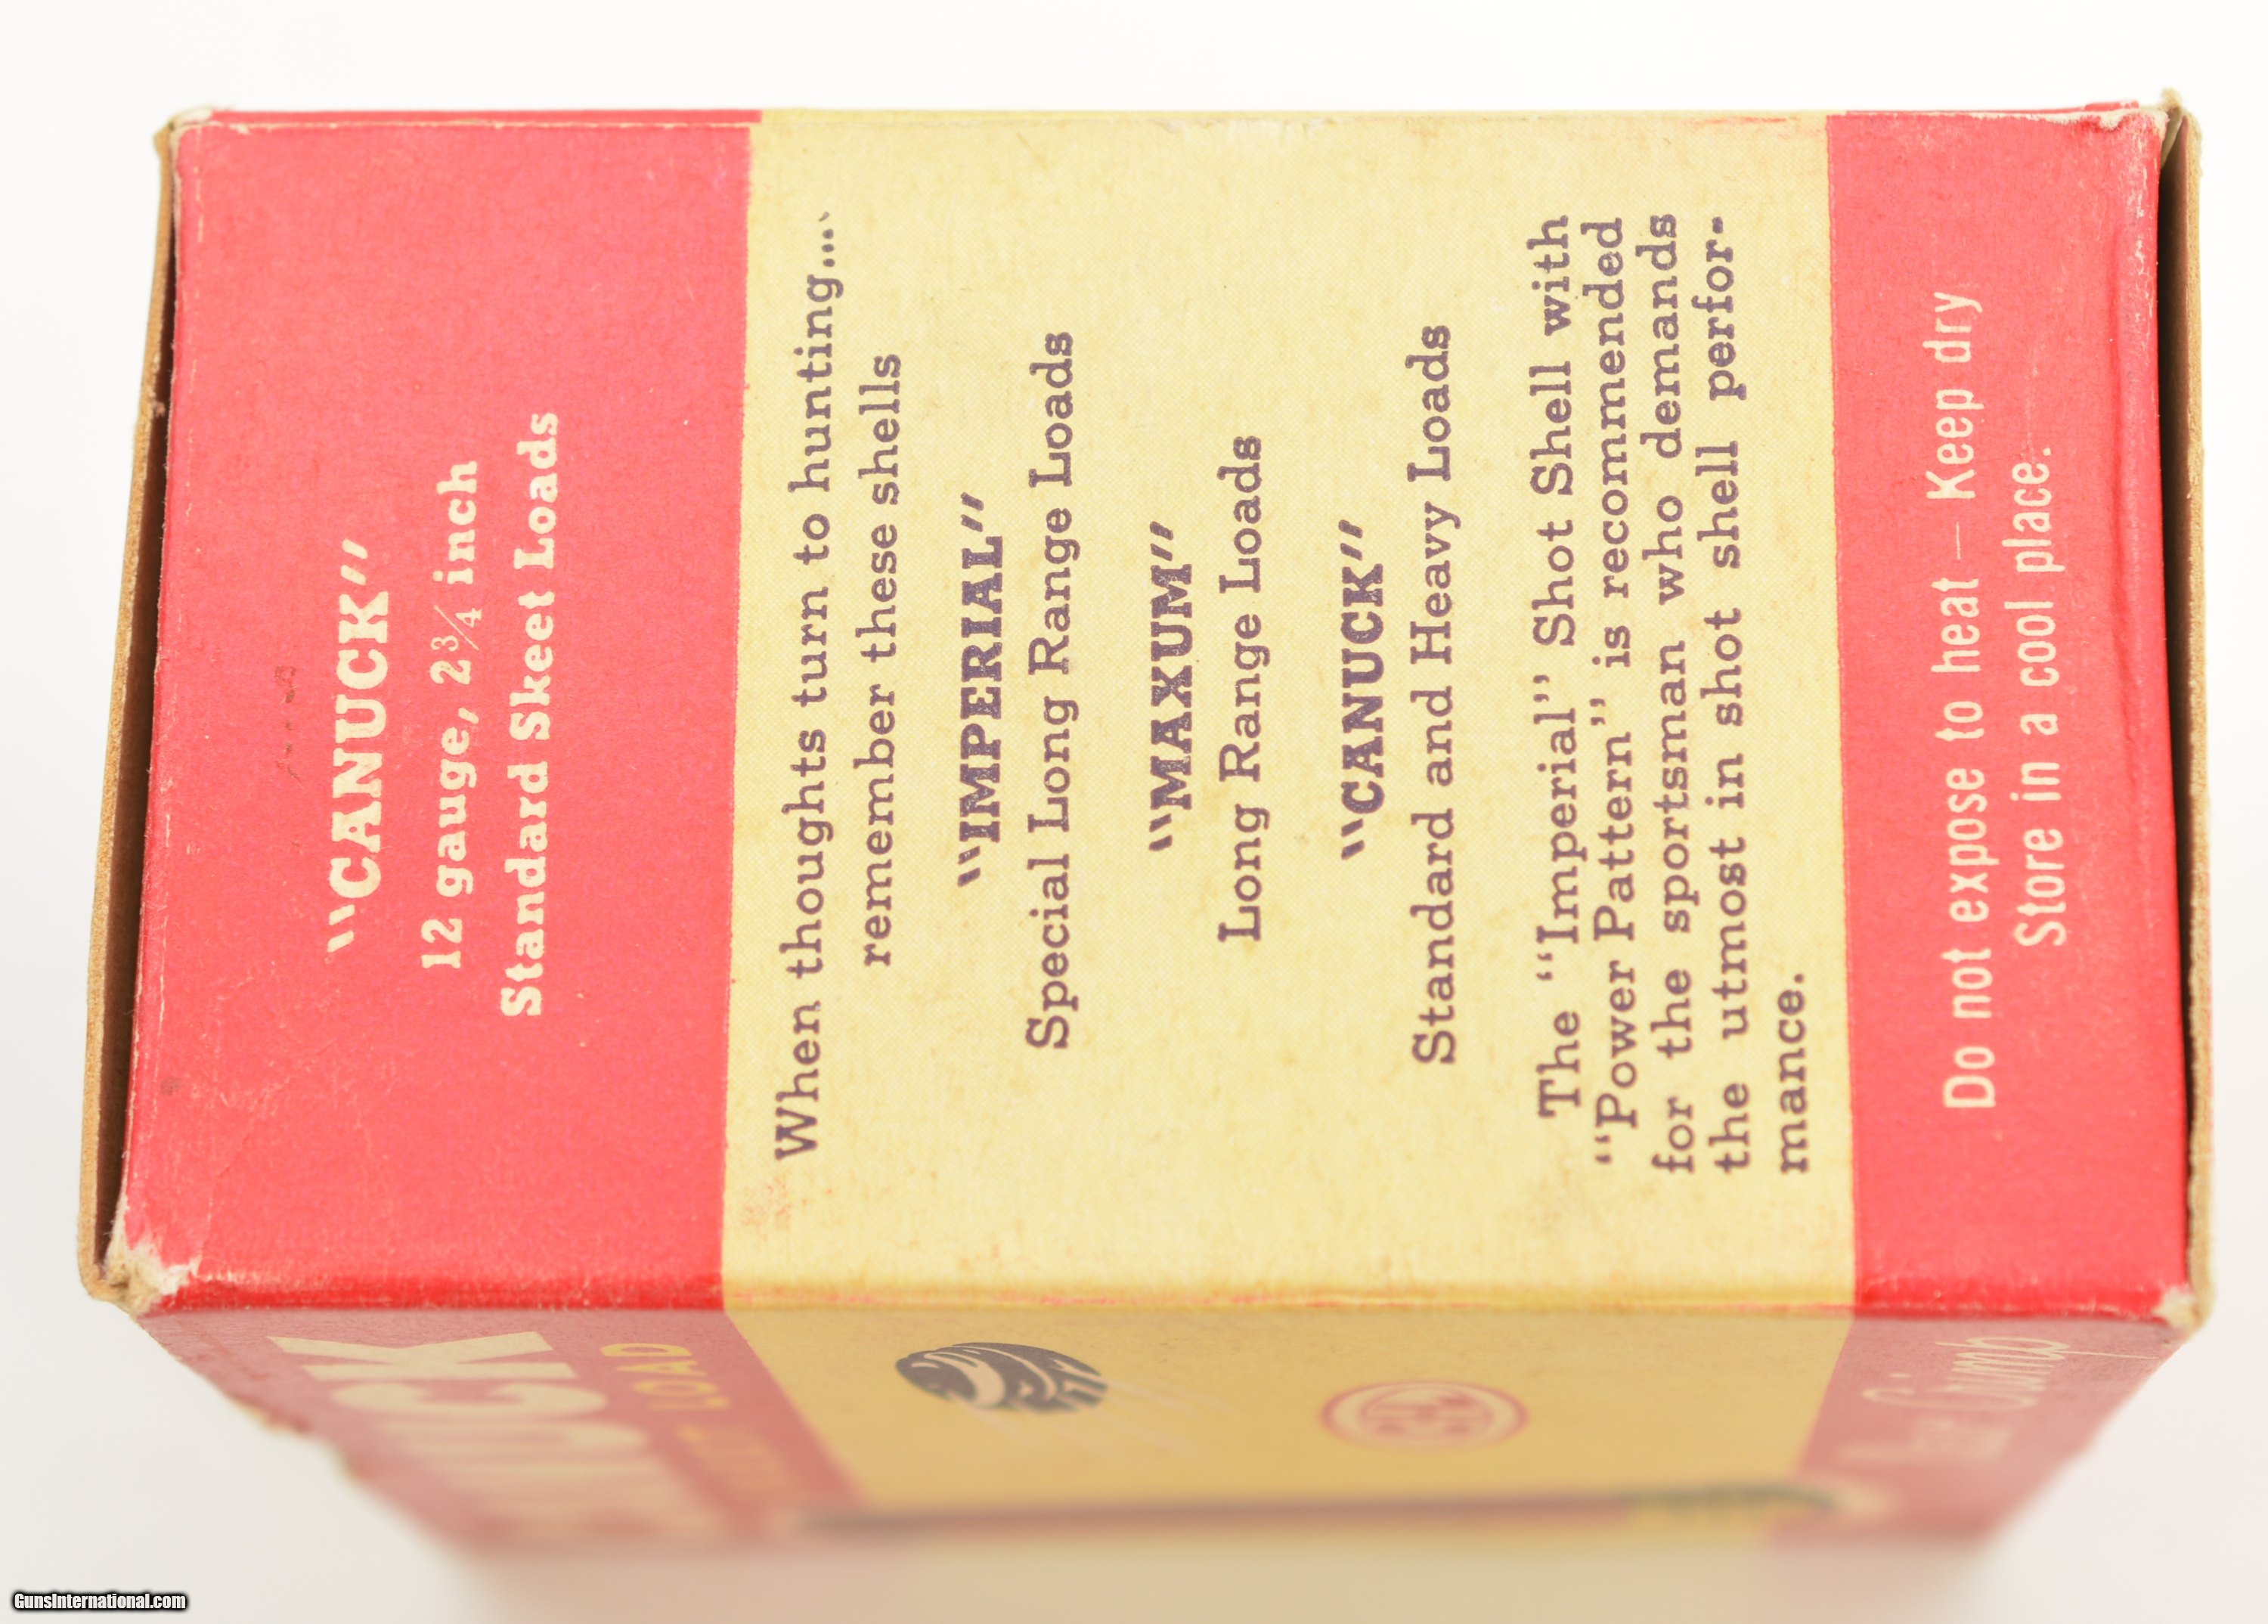 "CANUCK"
12 gauge, 2¾ inch
Standard Skeet Loads
When thoughts turn to hunting...
remember these shells
"IMPERIAL"
Special Long Range Loads
"MAXUM"
Long Range Loads
"CANUCK"
Standard and Heavy Loads
The "Imperial" Shot Shell with
"Power Pattern" is recommended
for the sportsman who demands
the utmost in shot shell perfor-
mance.
Do not expose to heat — Keep dry
Store in a cool place.
LOAD
Crimp
GunsInternational.com